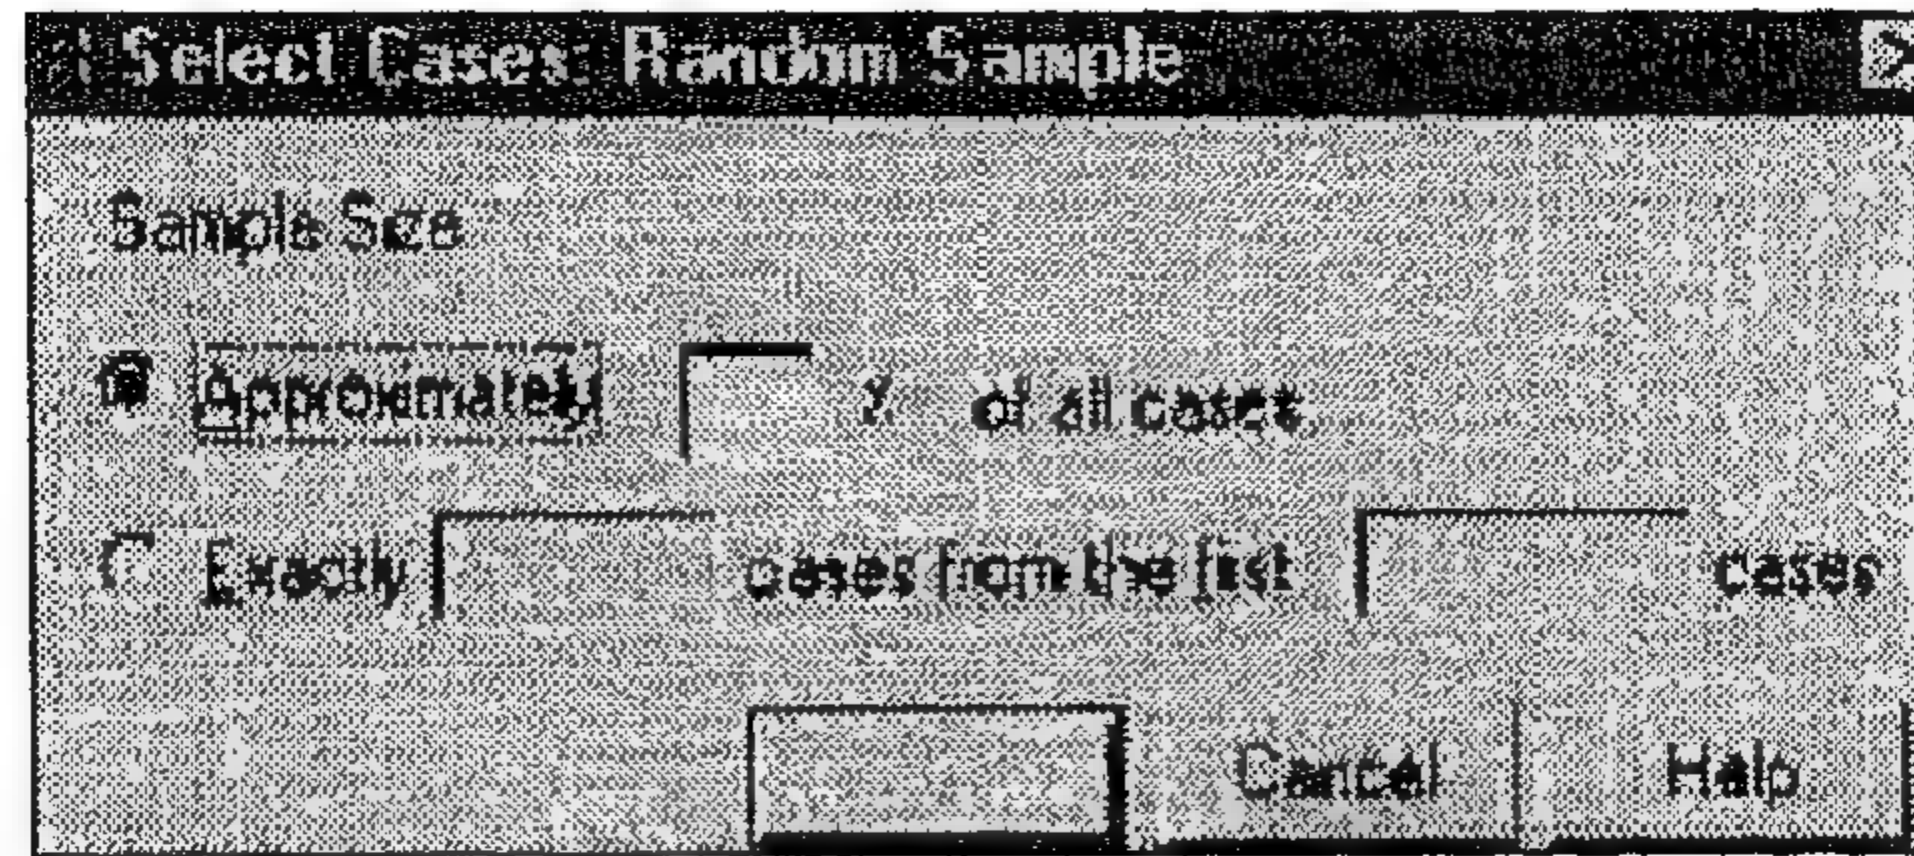 Select Cases: Random Sample
Sample Size
Approximately % of all cases
Exactly cases from the first cases
Cancel Help